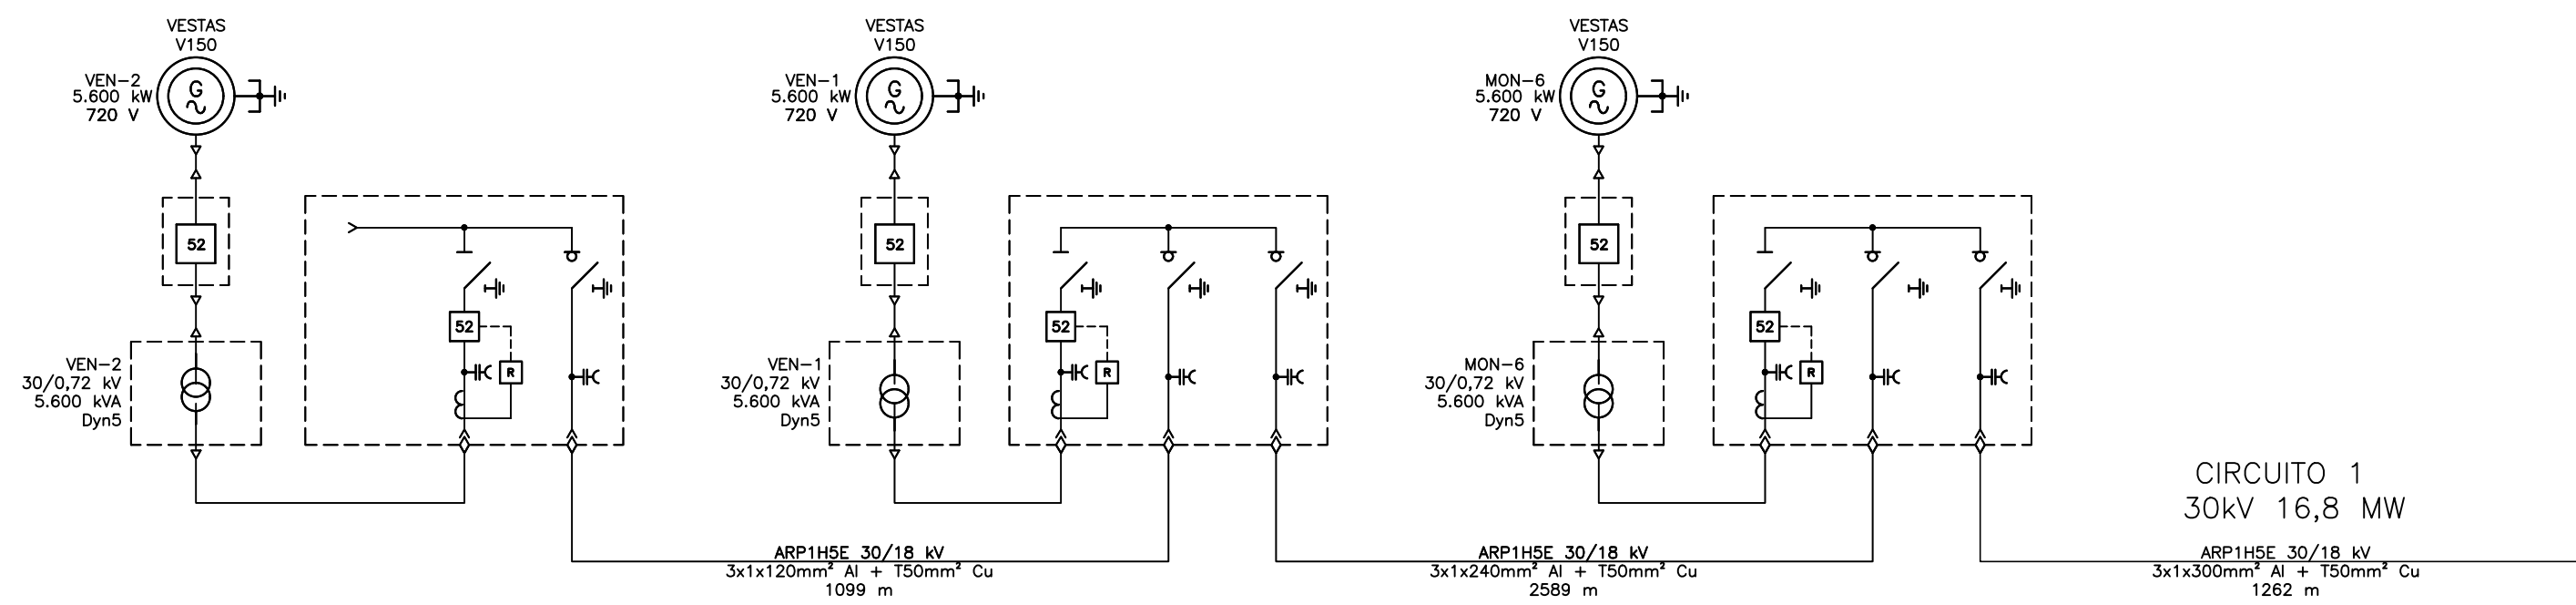 VESTAS
V150
VEN-2
5.600 kW
720 V
G
52
VEN-2
30/0,72 kV
5.600 kVA
Dyn5
52
R
ARP1H5E 30/18 kV
3x1x120mm² Al + T50mm² Cu
1099 m
VESTAS
V150
VEN-1
5.600 kW
720 V
G
52
VEN-1
30/0,72 kV
5.600 kVA
Dyn5
52
R
ARP1H5E 30/18 kV
3x1x240mm² Al + T50mm² Cu
2589 m
VESTAS
V150
MON-6
5.600 kW
720 V
G
52
MON-6
30/0,72 kV
5.600 kVA
Dyn5
52
R
CIRCUITO 1
30kV 16,8 MW
ARP1H5E 30/18 kV
3x1x300mm² Al + T50mm² Cu
1262 m